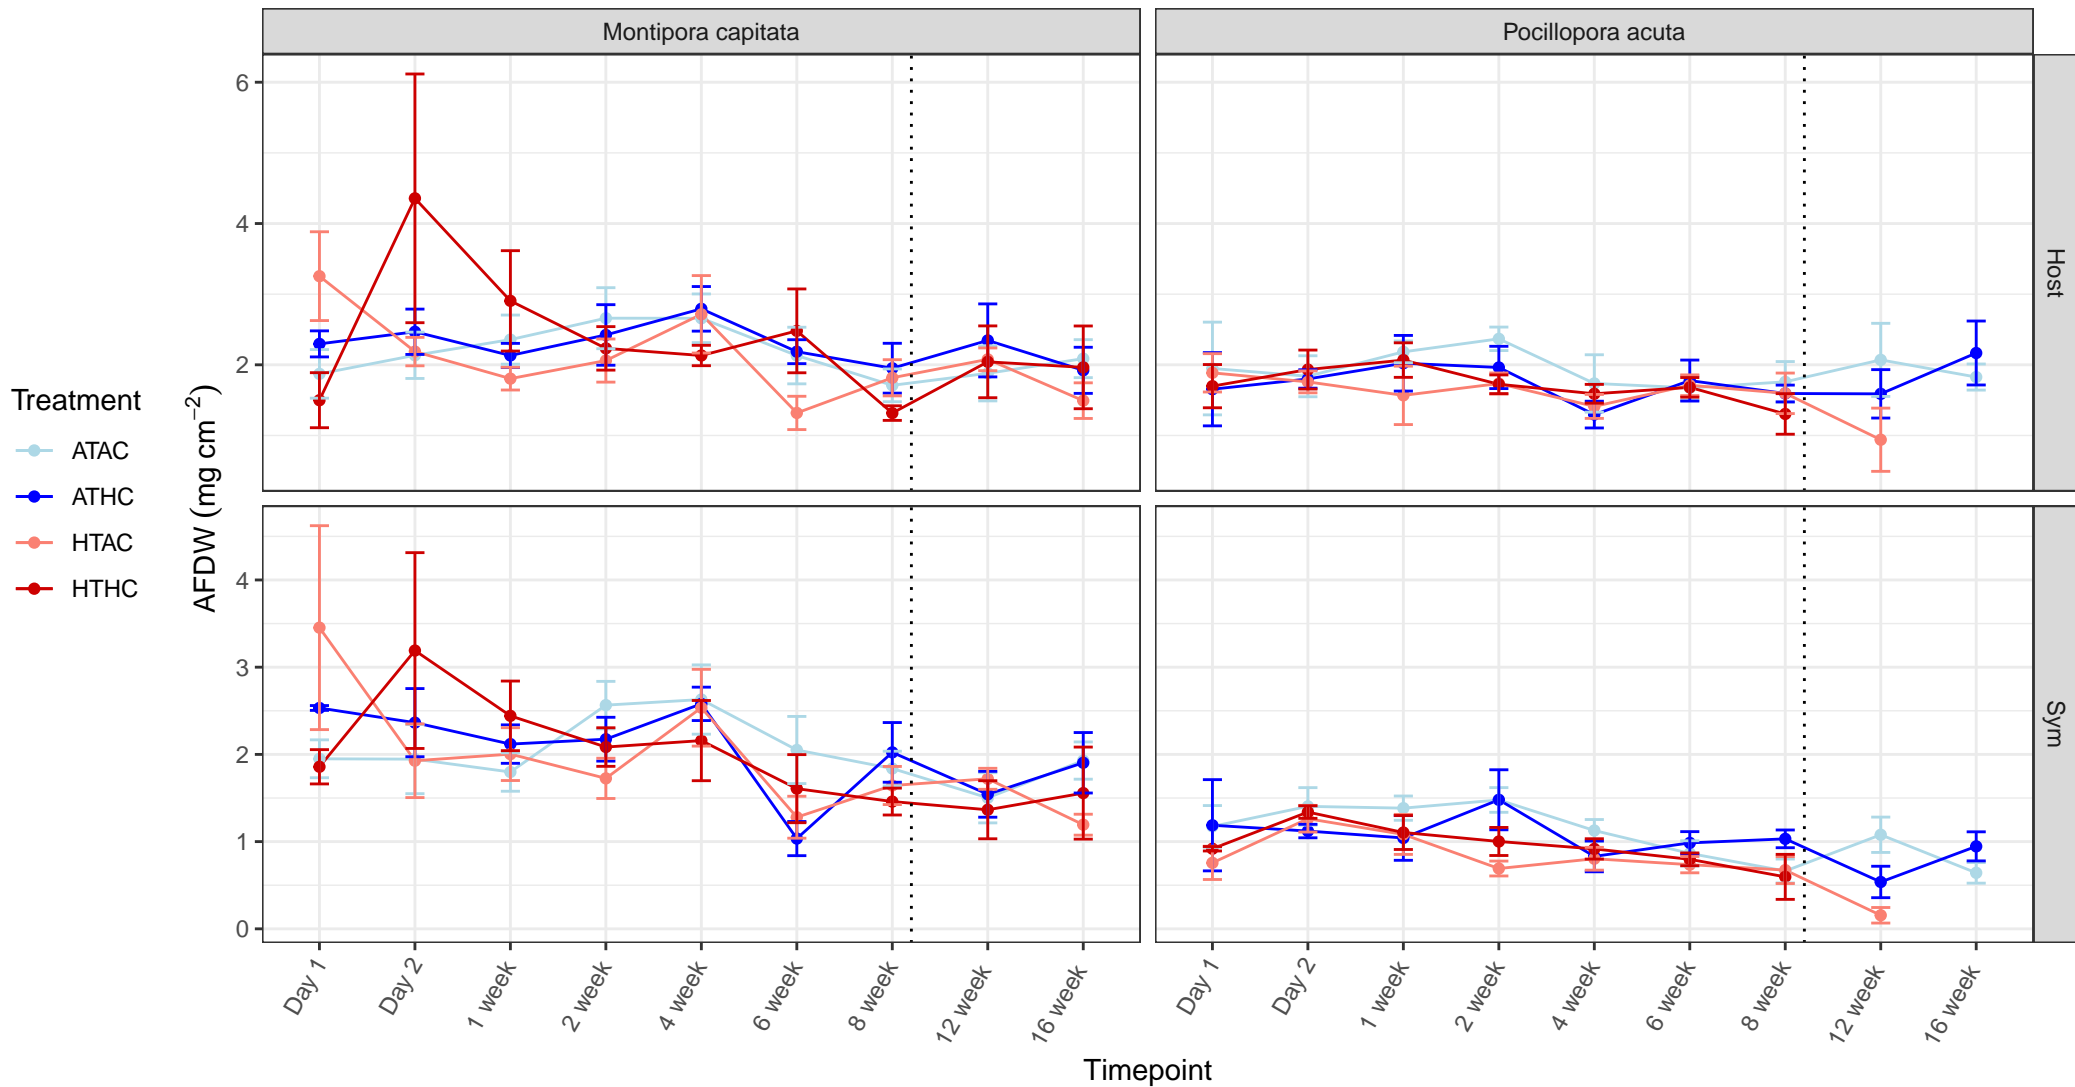 Montipora capitata
Pocillopora acuta
Host
Sym
AFDW (mg cm⁻²)
6
4
2
4
3
2
1
0
Treatment
ATAC
ATHC
HTAC
HTHC
Day 1
Day 2
1 week
2 week
4 week
6 week
8 week
12 week
16 week
Day 1
Day 2
1 week
2 week
4 week
6 week
8 week
12 week
16 week
Timepoint